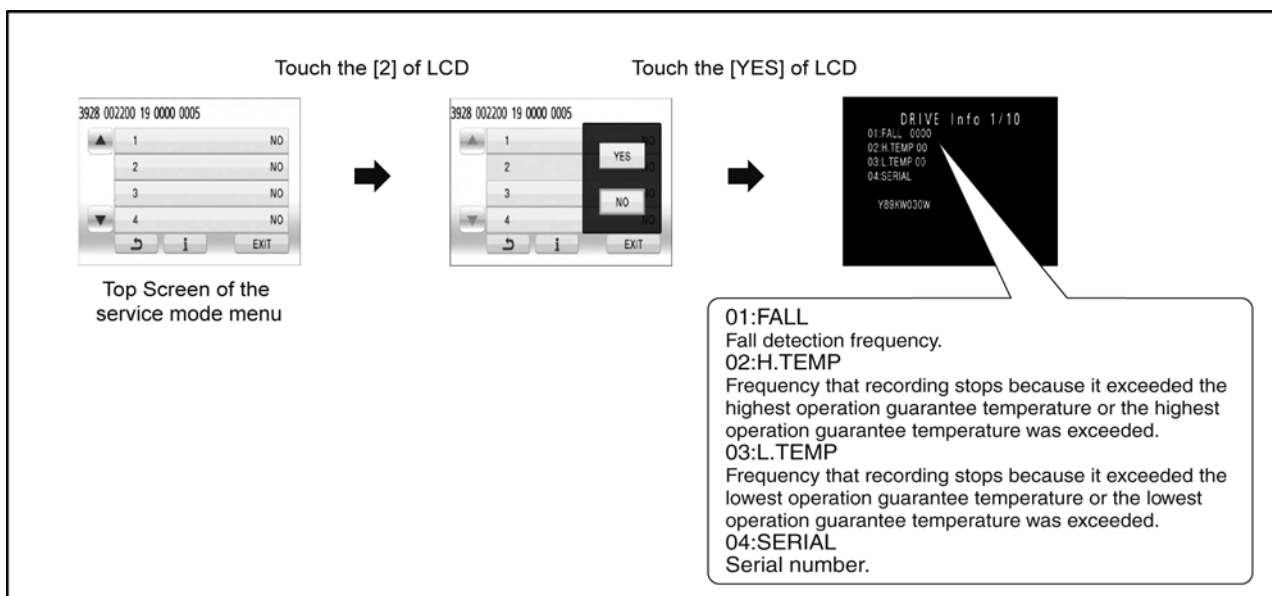 Touch the [2] of LCD
Touch the [YES] of LCD
3928 002200 19 0000 0005
1 NO
2 NO
3 NO
4 NO
EXIT
Top Screen of the
service mode menu
3928 002200 19 0000 0005
1 NO
2
3
4 NO
YES
NO
EXIT
DRIVE Info 1/10
01:FALL 0000
02:H.TEMP 00
03:L.TEMP 00
04:SERIAL
Y89KW030W
01:FALL
Fall detection frequency.
02:H.TEMP
Frequency that recording stops because it exceeded the
highest operation guarantee temperature or the highest
operation guarantee temperature was exceeded.
03:L.TEMP
Frequency that recording stops because it exceeded the
lowest operation guarantee temperature or the lowest
operation guarantee temperature was exceeded.
04:SERIAL
Serial number.